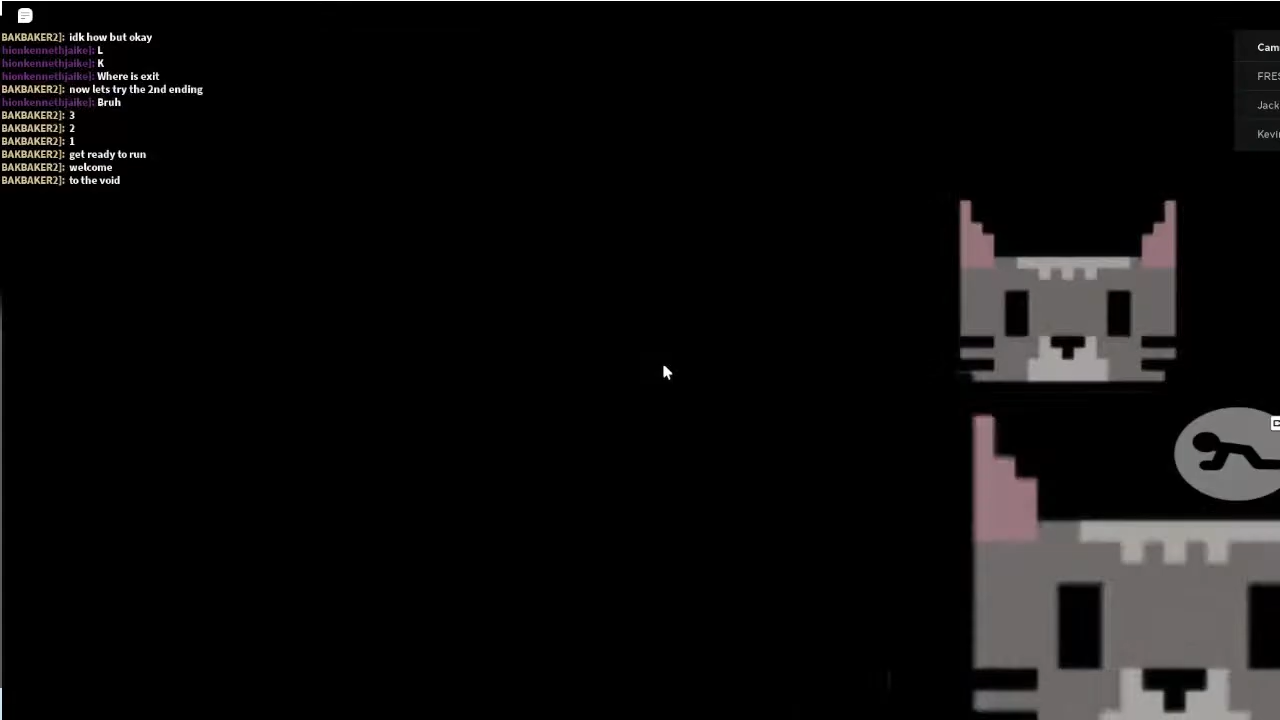 BAKBAKER2]: idk how but okay
hionkennethjaike]: L
hionkennethjaike]: K
hionkennethjaike]: Where is exit
BAKBAKER2]: now lets try the 2nd ending
hionkennethjaike]: Bruh
BAKBAKER2]: 3
BAKBAKER2]: 2
BAKBAKER2]: 1
BAKBAKER2]: get ready to run
BAKBAKER2]: welcome
BAKBAKER2]: to the void
Cam
FRES
Jack
Kevi